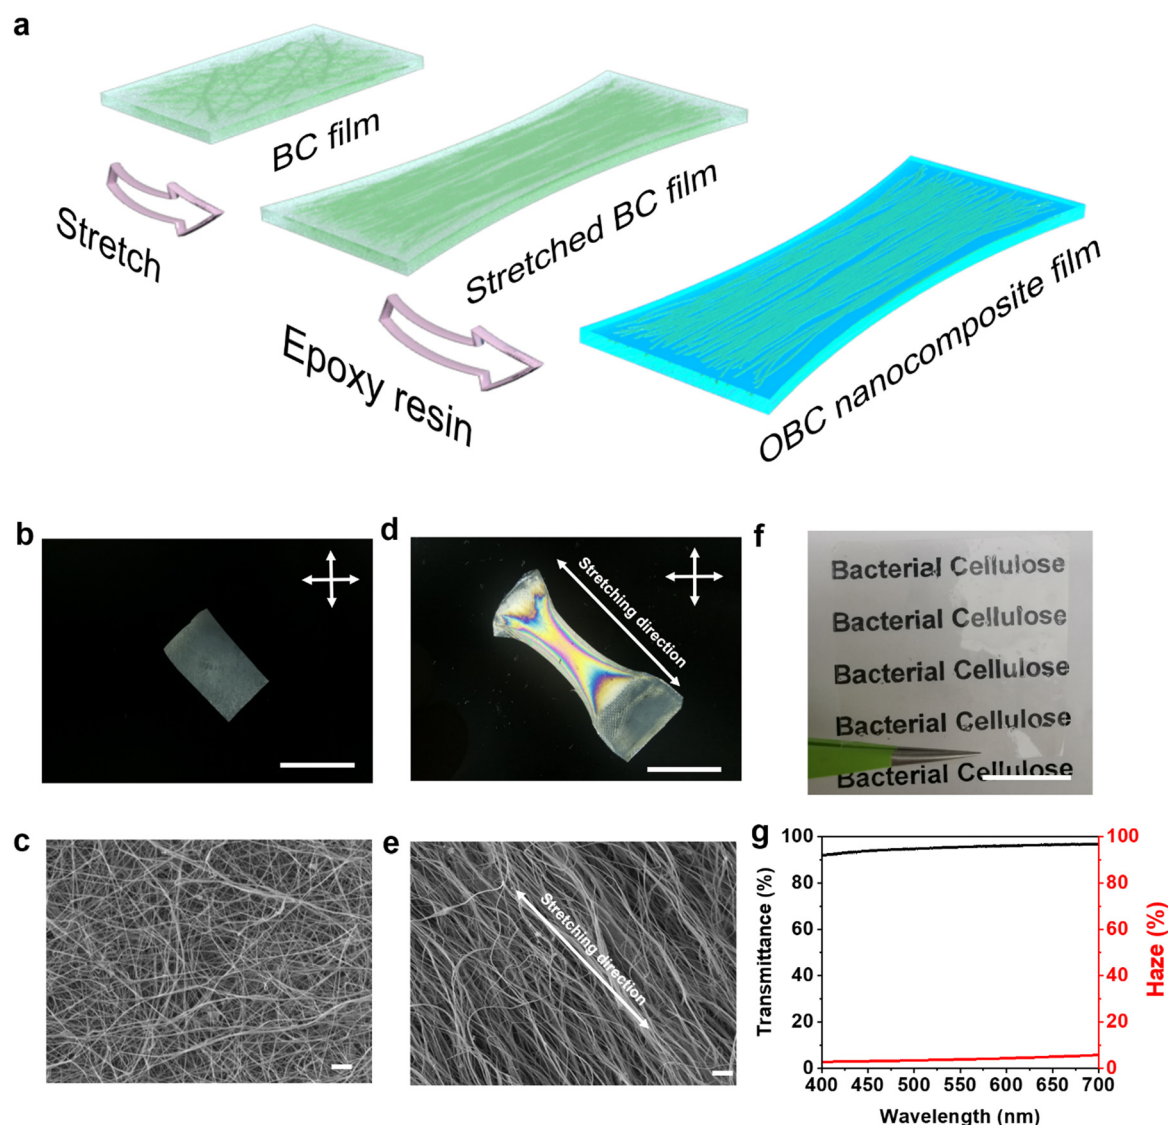 a
BC film
Stretch
Stretched BC film
Epoxy resin
OBC nanocomposite film
b
d
Stretching direction
f
Bacterial Cellulose
Bacterial Cellulose
Bacterial Cellulose
Bacterial Cellulose
Bacterial Cellulose
c
e
Stretching direction
g
100
80
60
40
20
0
Transmittance (%)
100
80
60
40
20
0
Haze (%)
400 450 500 550 600 650 700
Wavelength (nm)